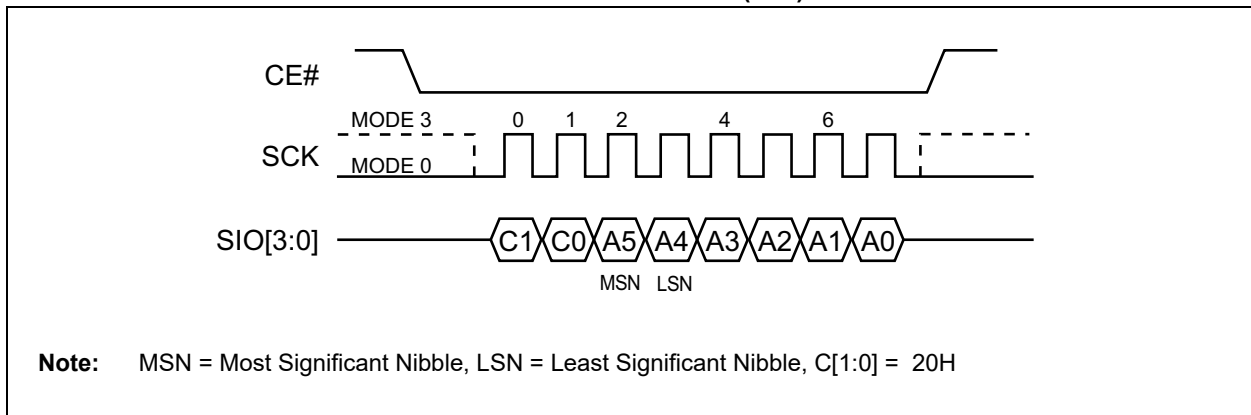 CE#
MODE 3 0 1 2 4 6
SCK
MODE 0
SIO[3:0] C1 C0 A5 A4 A3 A2 A1 A0
MSN LSN
Note: MSN = Most Significant Nibble, LSN = Least Significant Nibble, C[1:0] = 20H